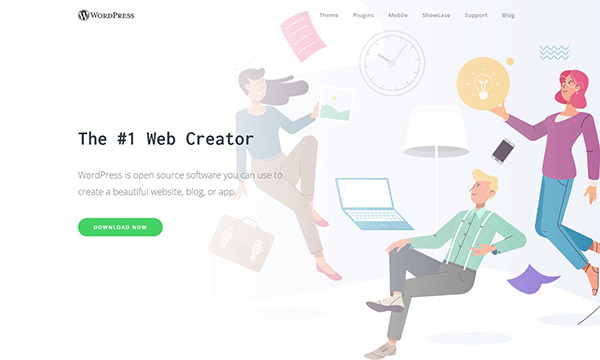 WORDPRESS
Theme Plugins Mobile Showcase Support Blog
The #1 Web Creator
WordPress is open source software you can use to
create a beautiful website, blog, or app.
DOWNLOAD NOW